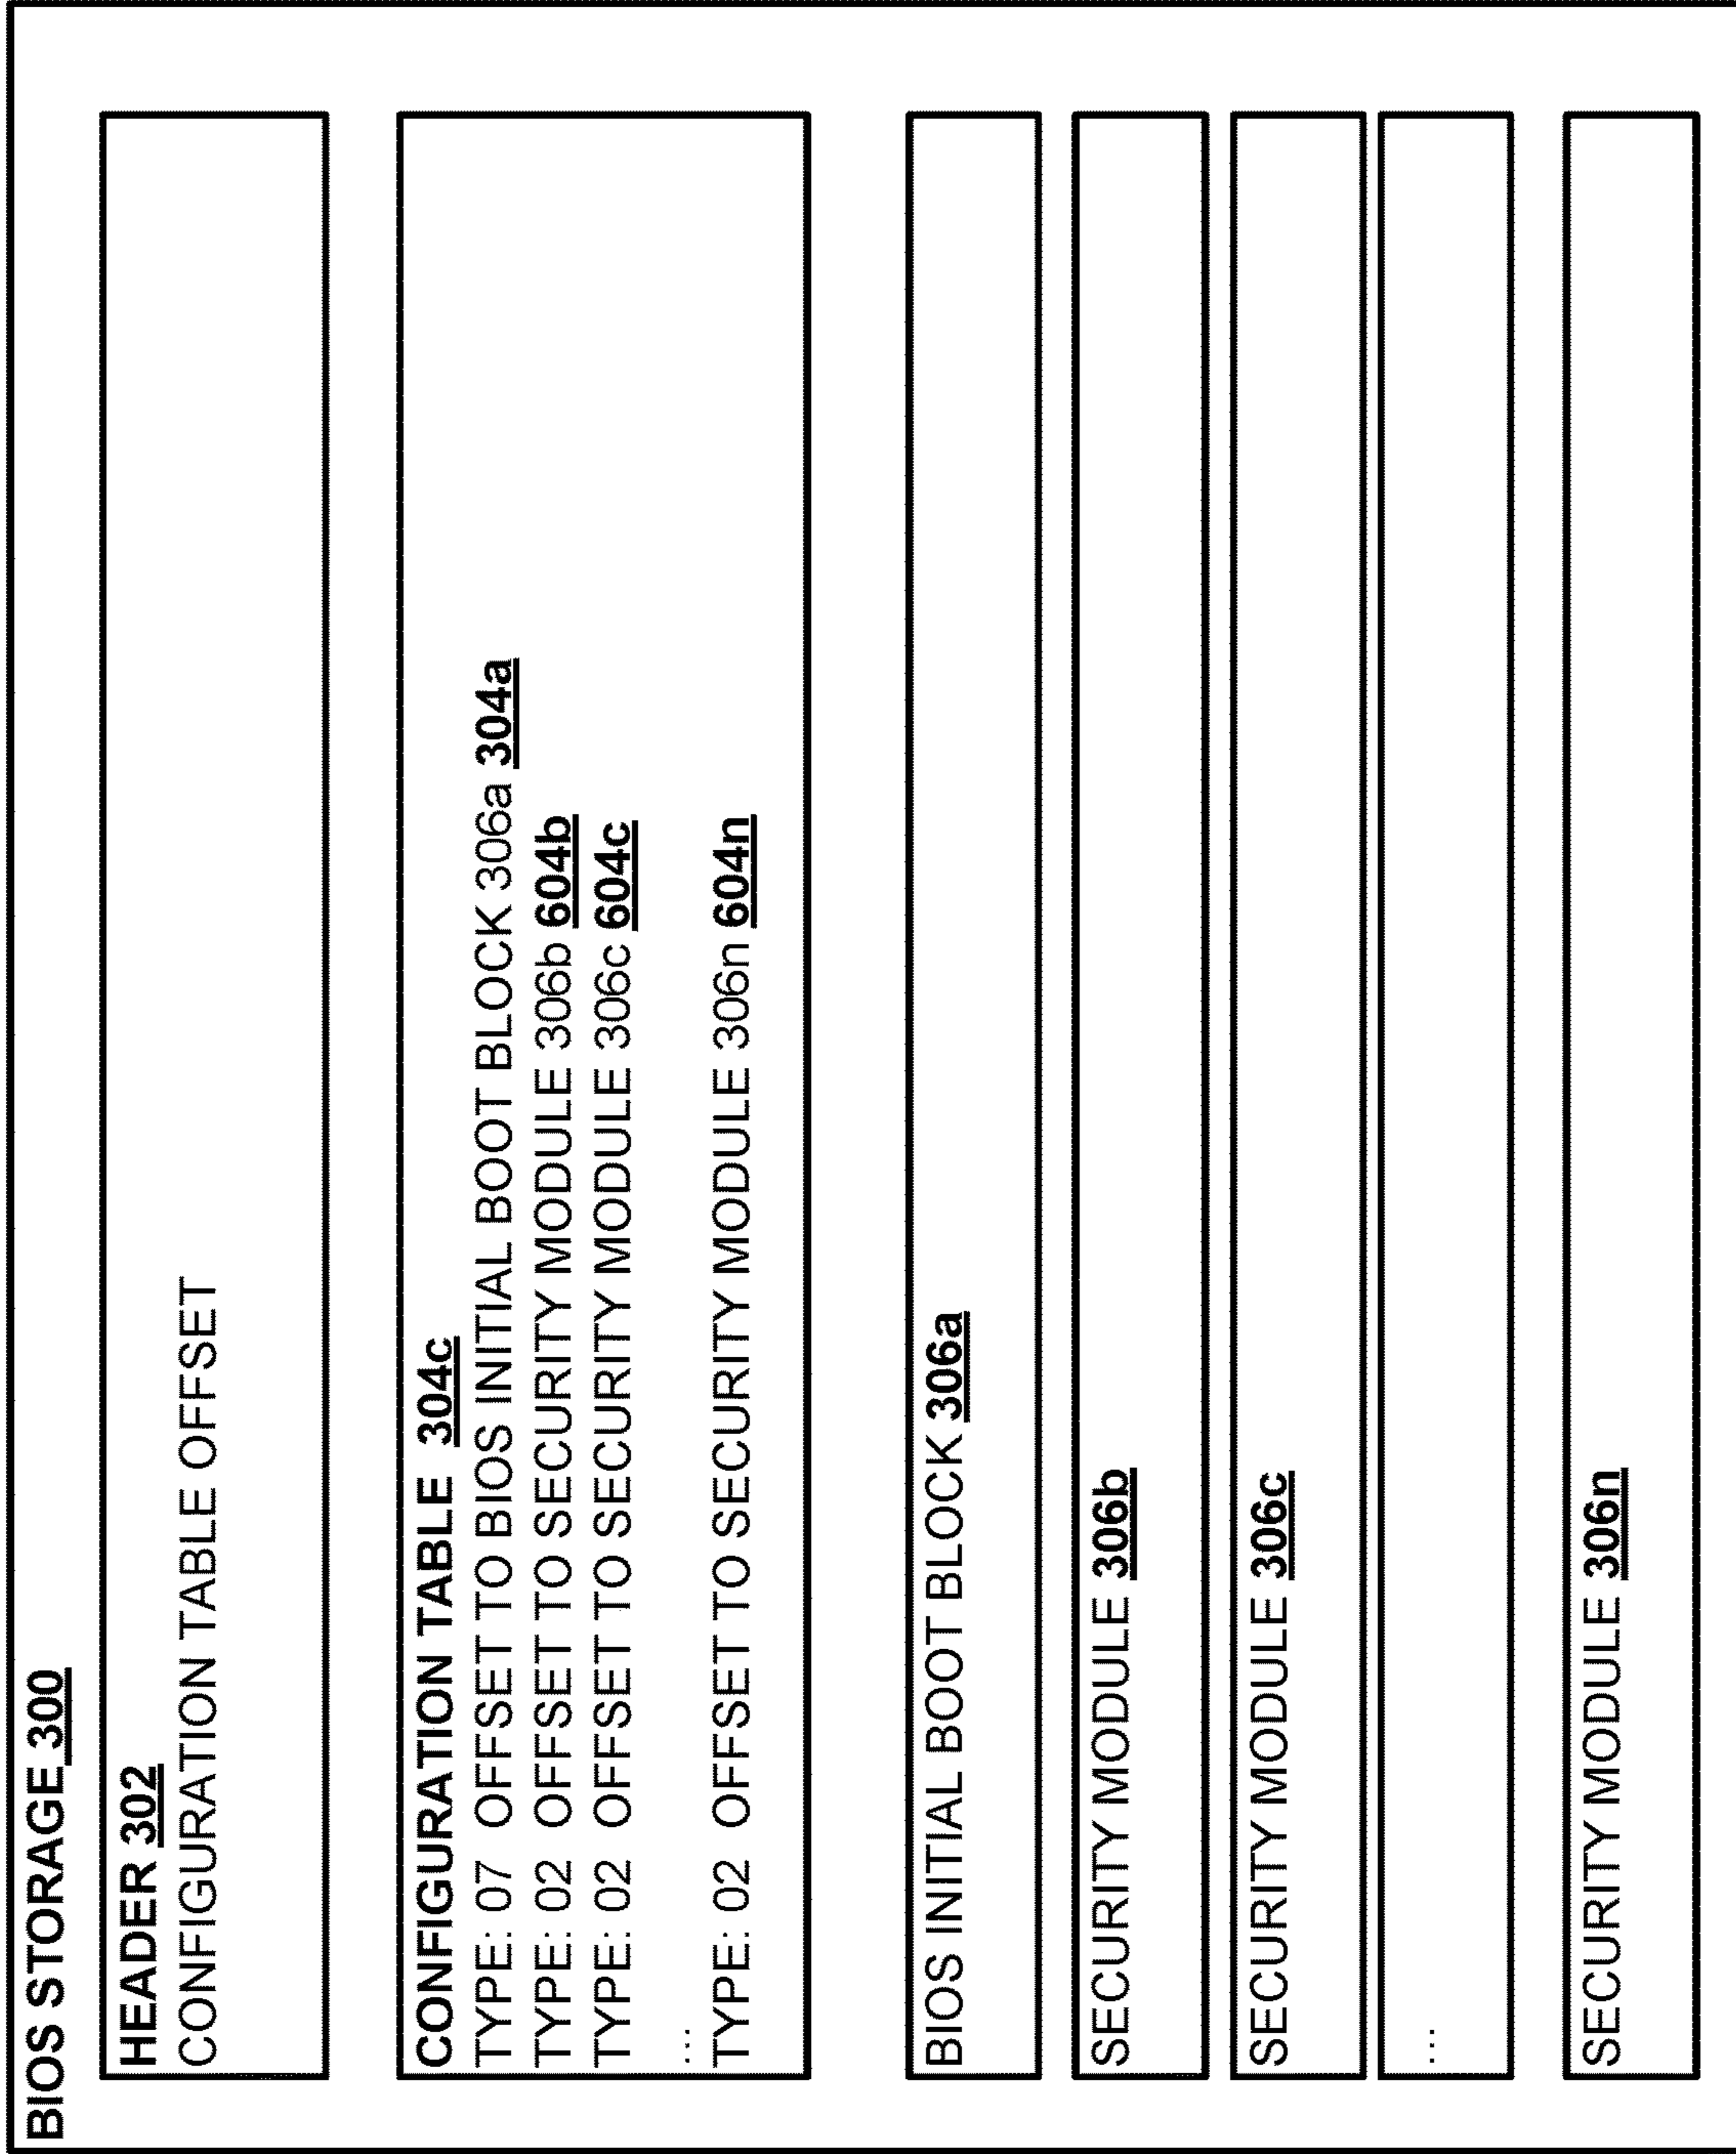 BIOS STORAGE 300
HEADER 302
CONFIGURATION TABLE OFFSET
CONFIGURATION TABLE 304c
TYPE: 07 OFFSET TO BIOS INITIAL BOOT BLOCK 306a 304a
TYPE: 02 OFFSET TO SECURITY MODULE 306b 604b
TYPE: 02 OFFSET TO SECURITY MODULE 306c 604c
...
TYPE: 02 OFFSET TO SECURITY MODULE 306n 604n
BIOS INITIAL BOOT BLOCK 306a
SECURITY MODULE 306b
SECURITY MODULE 306c
...
SECURITY MODULE 306n